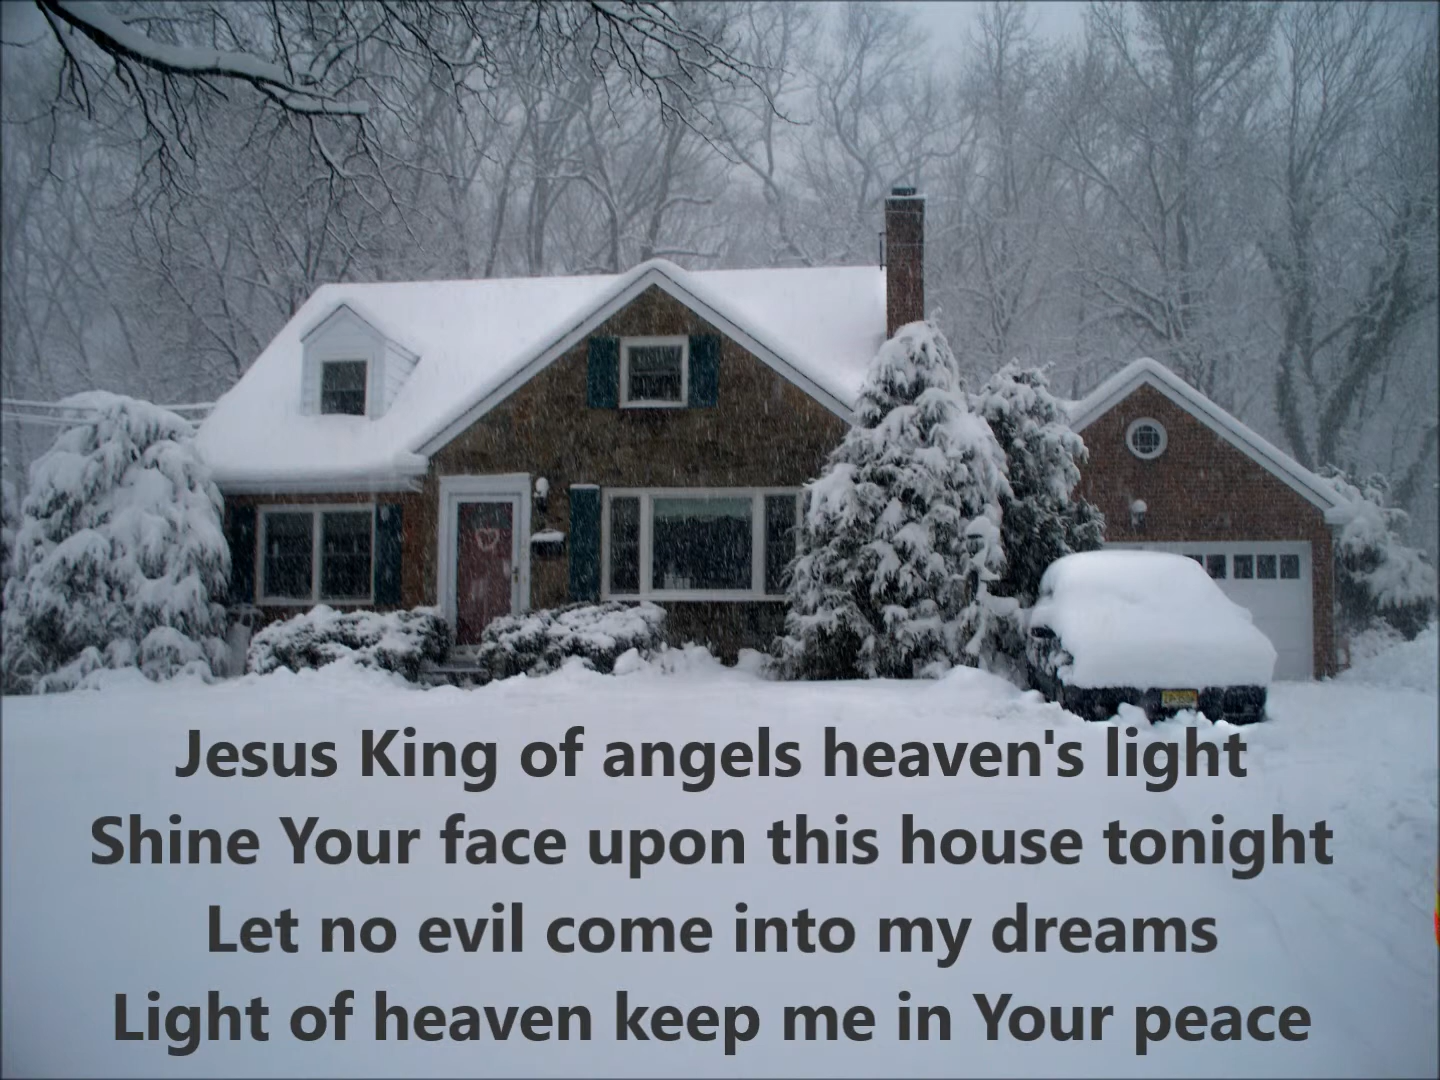 Jesus King of angels heaven's light
Shine Your face upon this house tonight
Let no evil come into my dreams
Light of heaven keep me in Your peace